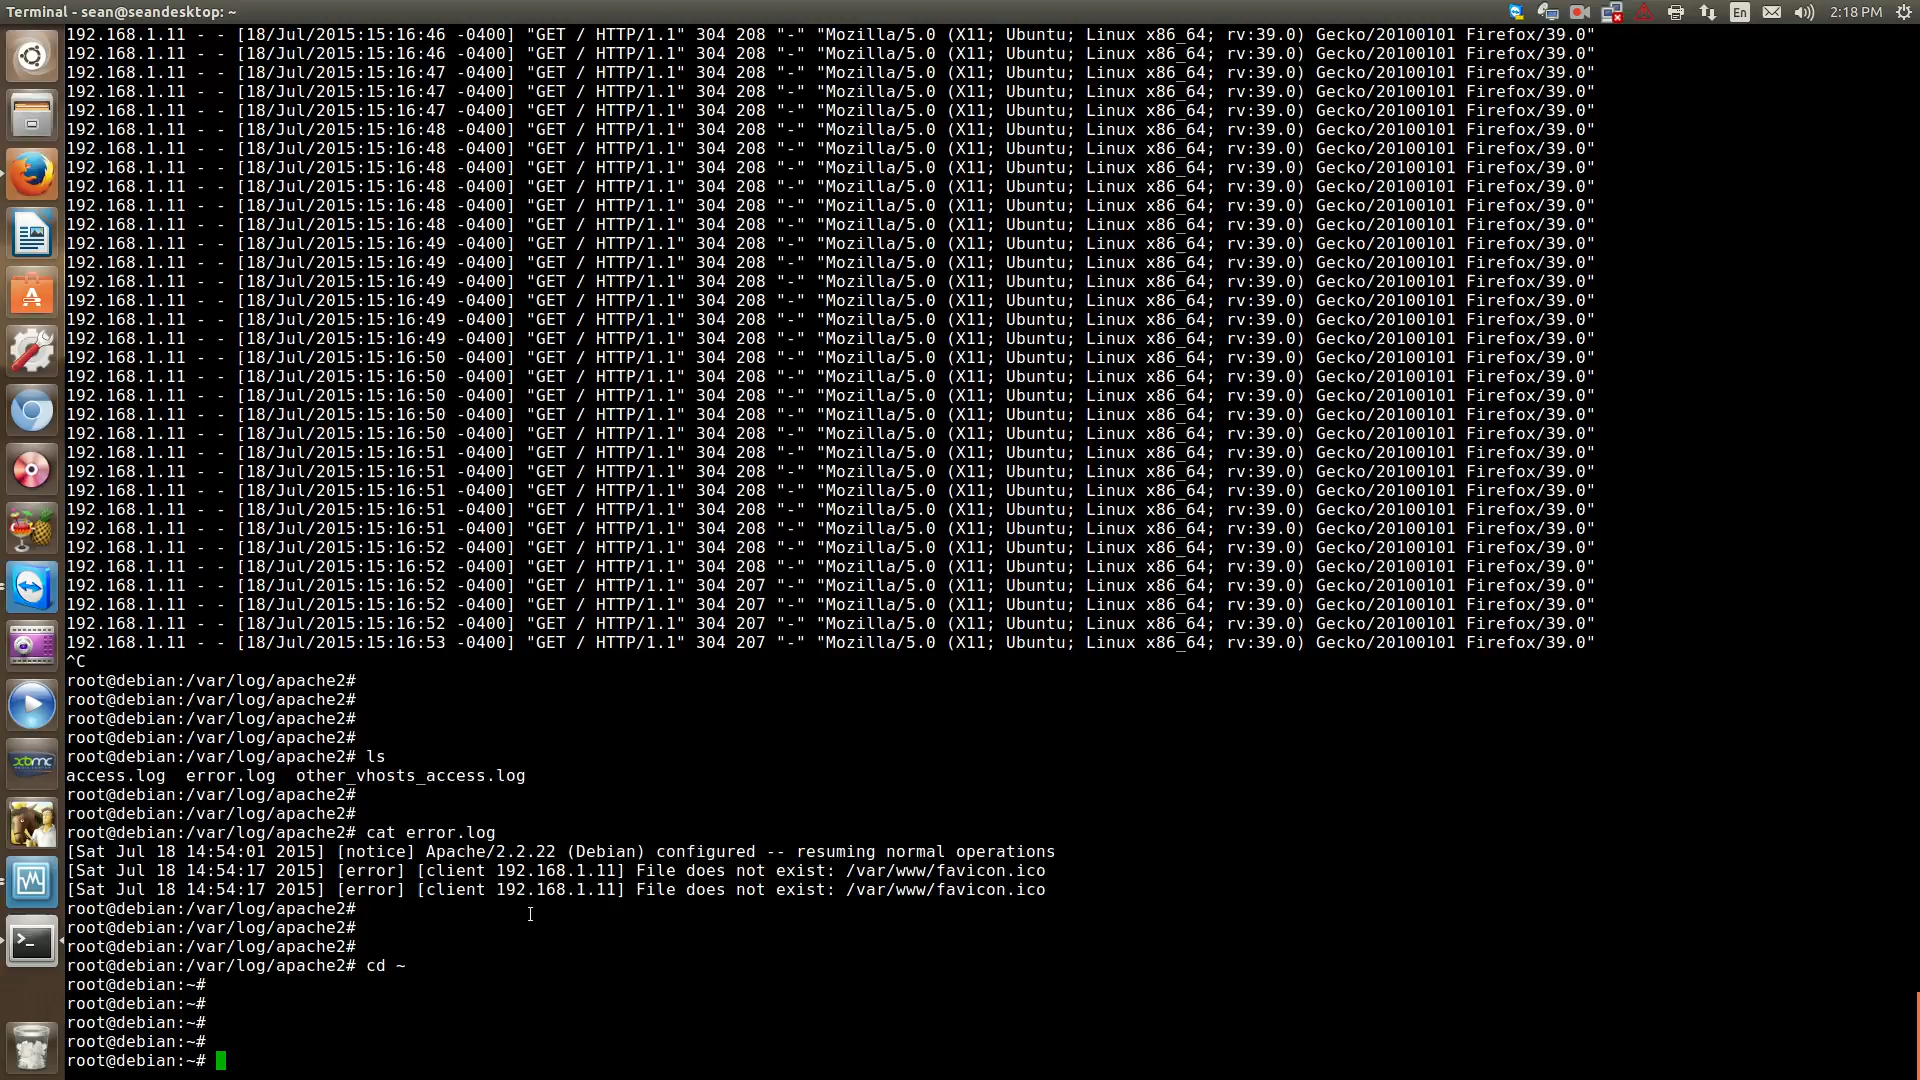 Terminal - sean@seandesktop: ~
En
2:18 PM
192.168.1.11 - - [18/Jul/2015:15:16:46 -0400] "GET / HTTP/1.1" 304 208 "-" "Mozilla/5.0 (X11; Ubuntu; Linux x86_64; rv:39.0) Gecko/20100101 Firefox/39.0"
192.168.1.11 - - [18/Jul/2015:15:16:46 -0400] "GET / HTTP/1.1" 304 208 "-" "Mozilla/5.0 (X11; Ubuntu; Linux x86_64; rv:39.0) Gecko/20100101 Firefox/39.0"
192.168.1.11 - - [18/Jul/2015:15:16:47 -0400] "GET / HTTP/1.1" 304 208 "-" "Mozilla/5.0 (X11; Ubuntu; Linux x86_64; rv:39.0) Gecko/20100101 Firefox/39.0"
192.168.1.11 - - [18/Jul/2015:15:16:47 -0400] "GET / HTTP/1.1" 304 208 "-" "Mozilla/5.0 (X11; Ubuntu; Linux x86_64; rv:39.0) Gecko/20100101 Firefox/39.0"
192.168.1.11 - - [18/Jul/2015:15:16:47 -0400] "GET / HTTP/1.1" 304 208 "-" "Mozilla/5.0 (X11; Ubuntu; Linux x86_64; rv:39.0) Gecko/20100101 Firefox/39.0"
192.168.1.11 - - [18/Jul/2015:15:16:48 -0400] "GET / HTTP/1.1" 304 208 "-" "Mozilla/5.0 (X11; Ubuntu; Linux x86_64; rv:39.0) Gecko/20100101 Firefox/39.0"
192.168.1.11 - - [18/Jul/2015:15:16:48 -0400] "GET / HTTP/1.1" 304 208 "-" "Mozilla/5.0 (X11; Ubuntu; Linux x86_64; rv:39.0) Gecko/20100101 Firefox/39.0"
192.168.1.11 - - [18/Jul/2015:15:16:48 -0400] "GET / HTTP/1.1" 304 208 "-" "Mozilla/5.0 (X11; Ubuntu; Linux x86_64; rv:39.0) Gecko/20100101 Firefox/39.0"
192.168.1.11 - - [18/Jul/2015:15:16:48 -0400] "GET / HTTP/1.1" 304 208 "-" "Mozilla/5.0 (X11; Ubuntu; Linux x86_64; rv:39.0) Gecko/20100101 Firefox/39.0"
192.168.1.11 - - [18/Jul/2015:15:16:48 -0400] "GET / HTTP/1.1" 304 208 "-" "Mozilla/5.0 (X11; Ubuntu; Linux x86_64; rv:39.0) Gecko/20100101 Firefox/39.0"
192.168.1.11 - - [18/Jul/2015:15:16:48 -0400] "GET / HTTP/1.1" 304 208 "-" "Mozilla/5.0 (X11; Ubuntu; Linux x86_64; rv:39.0) Gecko/20100101 Firefox/39.0"
192.168.1.11 - - [18/Jul/2015:15:16:49 -0400] "GET / HTTP/1.1" 304 208 "-" "Mozilla/5.0 (X11; Ubuntu; Linux x86_64; rv:39.0) Gecko/20100101 Firefox/39.0"
192.168.1.11 - - [18/Jul/2015:15:16:49 -0400] "GET / HTTP/1.1" 304 208 "-" "Mozilla/5.0 (X11; Ubuntu; Linux x86_64; rv:39.0) Gecko/20100101 Firefox/39.0"
192.168.1.11 - - [18/Jul/2015:15:16:49 -0400] "GET / HTTP/1.1" 304 208 "-" "Mozilla/5.0 (X11; Ubuntu; Linux x86_64; rv:39.0) Gecko/20100101 Firefox/39.0"
192.168.1.11 - - [18/Jul/2015:15:16:49 -0400] "GET / HTTP/1.1" 304 208 "-" "Mozilla/5.0 (X11; Ubuntu; Linux x86_64; rv:39.0) Gecko/20100101 Firefox/39.0"
192.168.1.11 - - [18/Jul/2015:15:16:49 -0400] "GET / HTTP/1.1" 304 208 "-" "Mozilla/5.0 (X11; Ubuntu; Linux x86_64; rv:39.0) Gecko/20100101 Firefox/39.0"
192.168.1.11 - - [18/Jul/2015:15:16:49 -0400] "GET / HTTP/1.1" 304 208 "-" "Mozilla/5.0 (X11; Ubuntu; Linux x86_64; rv:39.0) Gecko/20100101 Firefox/39.0"
192.168.1.11 - - [18/Jul/2015:15:16:50 -0400] "GET / HTTP/1.1" 304 208 "-" "Mozilla/5.0 (X11; Ubuntu; Linux x86_64; rv:39.0) Gecko/20100101 Firefox/39.0"
192.168.1.11 - - [18/Jul/2015:15:16:50 -0400] "GET / HTTP/1.1" 304 208 "-" "Mozilla/5.0 (X11; Ubuntu; Linux x86_64; rv:39.0) Gecko/20100101 Firefox/39.0"
192.168.1.11 - - [18/Jul/2015:15:16:50 -0400] "GET / HTTP/1.1" 304 208 "-" "Mozilla/5.0 (X11; Ubuntu; Linux x86_64; rv:39.0) Gecko/20100101 Firefox/39.0"
192.168.1.11 - - [18/Jul/2015:15:16:50 -0400] "GET / HTTP/1.1" 304 208 "-" "Mozilla/5.0 (X11; Ubuntu; Linux x86_64; rv:39.0) Gecko/20100101 Firefox/39.0"
192.168.1.11 - - [18/Jul/2015:15:16:50 -0400] "GET / HTTP/1.1" 304 208 "-" "Mozilla/5.0 (X11; Ubuntu; Linux x86_64; rv:39.0) Gecko/20100101 Firefox/39.0"
192.168.1.11 - - [18/Jul/2015:15:16:51 -0400] "GET / HTTP/1.1" 304 208 "-" "Mozilla/5.0 (X11; Ubuntu; Linux x86_64; rv:39.0) Gecko/20100101 Firefox/39.0"
192.168.1.11 - - [18/Jul/2015:15:16:51 -0400] "GET / HTTP/1.1" 304 208 "-" "Mozilla/5.0 (X11; Ubuntu; Linux x86_64; rv:39.0) Gecko/20100101 Firefox/39.0"
192.168.1.11 - - [18/Jul/2015:15:16:51 -0400] "GET / HTTP/1.1" 304 208 "-" "Mozilla/5.0 (X11; Ubuntu; Linux x86_64; rv:39.0) Gecko/20100101 Firefox/39.0"
192.168.1.11 - - [18/Jul/2015:15:16:51 -0400] "GET / HTTP/1.1" 304 208 "-" "Mozilla/5.0 (X11; Ubuntu; Linux x86_64; rv:39.0) Gecko/20100101 Firefox/39.0"
192.168.1.11 - - [18/Jul/2015:15:16:51 -0400] "GET / HTTP/1.1" 304 208 "-" "Mozilla/5.0 (X11; Ubuntu; Linux x86_64; rv:39.0) Gecko/20100101 Firefox/39.0"
192.168.1.11 - - [18/Jul/2015:15:16:52 -0400] "GET / HTTP/1.1" 304 208 "-" "Mozilla/5.0 (X11; Ubuntu; Linux x86_64; rv:39.0) Gecko/20100101 Firefox/39.0"
192.168.1.11 - - [18/Jul/2015:15:16:52 -0400] "GET / HTTP/1.1" 304 208 "-" "Mozilla/5.0 (X11; Ubuntu; Linux x86_64; rv:39.0) Gecko/20100101 Firefox/39.0"
192.168.1.11 - - [18/Jul/2015:15:16:52 -0400] "GET / HTTP/1.1" 304 207 "-" "Mozilla/5.0 (X11; Ubuntu; Linux x86_64; rv:39.0) Gecko/20100101 Firefox/39.0"
192.168.1.11 - - [18/Jul/2015:15:16:52 -0400] "GET / HTTP/1.1" 304 207 "-" "Mozilla/5.0 (X11; Ubuntu; Linux x86_64; rv:39.0) Gecko/20100101 Firefox/39.0"
192.168.1.11 - - [18/Jul/2015:15:16:52 -0400] "GET / HTTP/1.1" 304 207 "-" "Mozilla/5.0 (X11; Ubuntu; Linux x86_64; rv:39.0) Gecko/20100101 Firefox/39.0"
192.168.1.11 - - [18/Jul/2015:15:16:53 -0400] "GET / HTTP/1.1" 304 207 "-" "Mozilla/5.0 (X11; Ubuntu; Linux x86_64; rv:39.0) Gecko/20100101 Firefox/39.0"
^C
root@debian:/var/log/apache2#
root@debian:/var/log/apache2#
root@debian:/var/log/apache2#
root@debian:/var/log/apache2#
root@debian:/var/log/apache2# ls
access.log  error.log  other_vhosts_access.log
root@debian:/var/log/apache2#
root@debian:/var/log/apache2#
root@debian:/var/log/apache2# cat error.log
[Sat Jul 18 14:54:01 2015] [notice] Apache/2.2.22 (Debian) configured -- resuming normal operations
[Sat Jul 18 14:54:17 2015] [error] [client 192.168.1.11] File does not exist: /var/www/favicon.ico
[Sat Jul 18 14:54:17 2015] [error] [client 192.168.1.11] File does not exist: /var/www/favicon.ico
root@debian:/var/log/apache2#
root@debian:/var/log/apache2#
root@debian:/var/log/apache2#
root@debian:/var/log/apache2# cd ~
root@debian:~#
root@debian:~#
root@debian:~#
root@debian:~#
root@debian:~#
xbmc